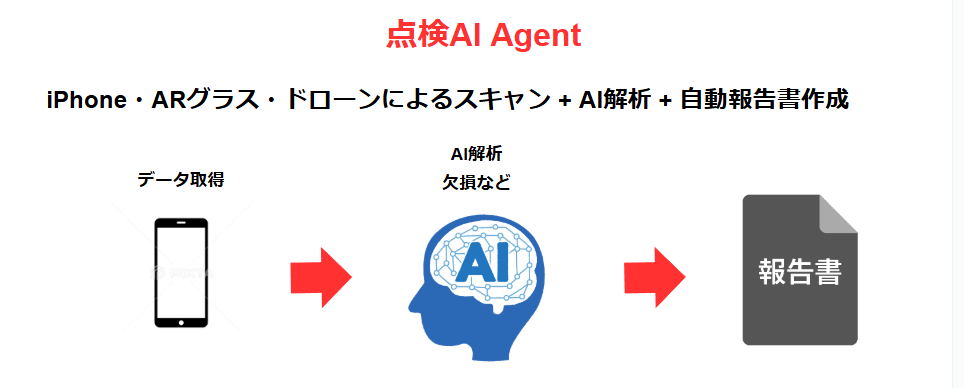 点検AI Agent
iPhone・ARグラス・ドローンによるスキャン + AI解析 + 自動報告書作成
データ取得
AI解析
欠損など
AI
報告書